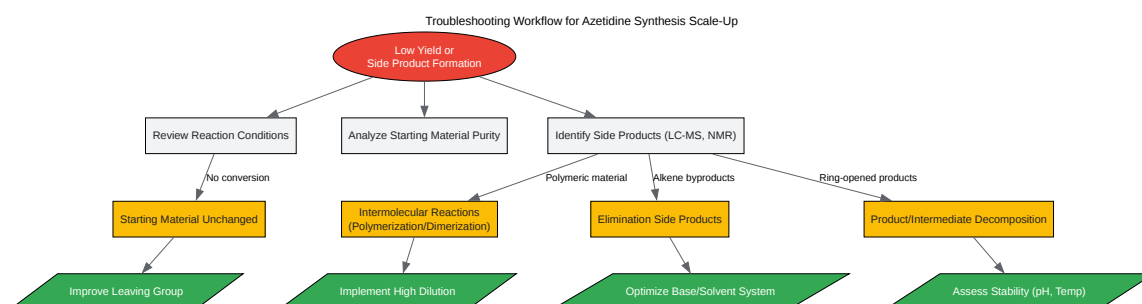 Troubleshooting Workflow for Azetidine Synthesis Scale-Up
Low Yield or
Side Product Formation
Review Reaction Conditions
Analyze Starting Material Purity
Identify Side Products (LC-MS, NMR)
No conversion
Polymeric material
Alkene byproducts
Ring-opened products
Starting Material Unchanged
Intermolecular Reactions
(Polymerization/Dimerization)
Elimination Side Products
Product/Intermediate Decomposition
Improve Leaving Group
Implement High Dilution
Optimize Base/Solvent System
Assess Stability (pH, Temp)